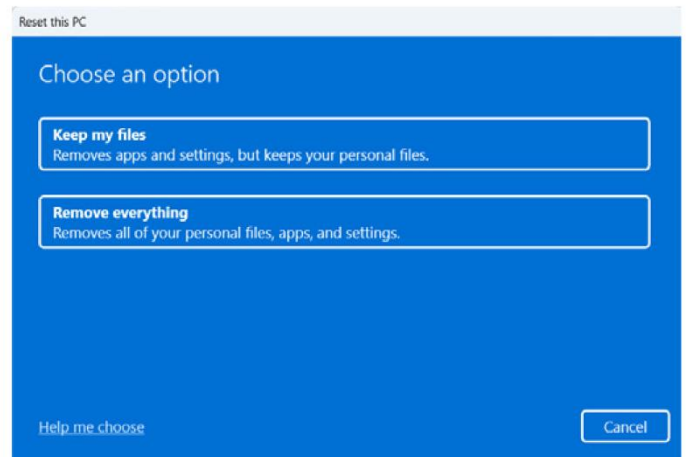 Reset this PC
Choose an option
Keep my files
Removes apps and settings, but keeps your personal files.
Remove everything
Removes all of your personal files, apps, and settings.
Help me choose
Cancel